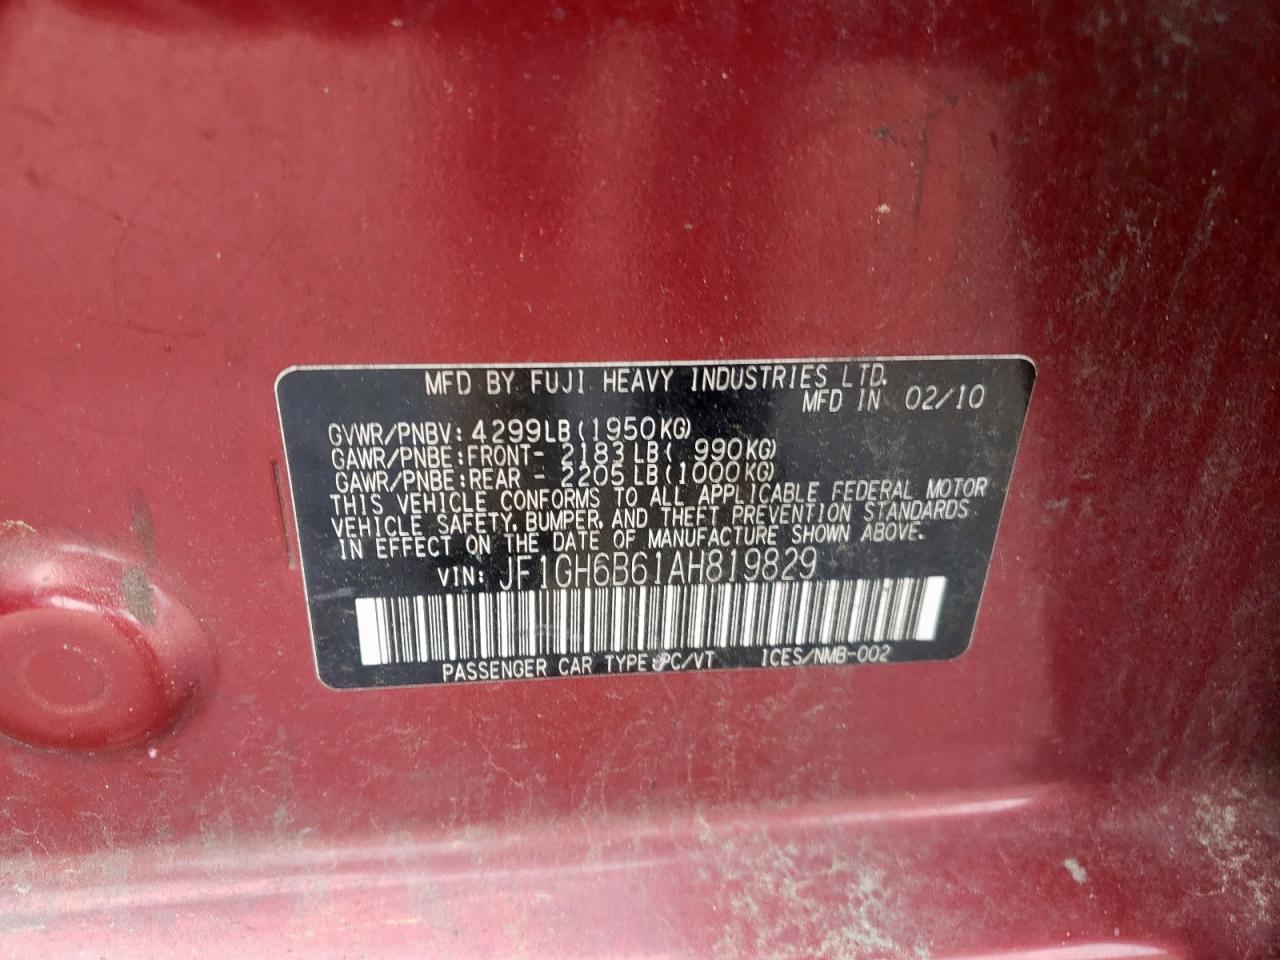 MFD BY FUJI HEAVY INDUSTRIES LTD.
MFD IN 02/10
GVWR/PNBV: 4299LB(1950KG)
GAWR/PNBE:FRONT- 2183LB( 990KG)
GAWR/PNBE:REAR - 2205LB(1000KG)
THIS VEHICLE CONFORMS TO ALL APPLICABLE FEDERAL MOTOR
VEHICLE SAFETY, BUMPER, AND THEFT PREVENTION STANDARDS
IN EFFECT ON THE DATE OF MANUFACTURE SHOWN ABOVE.
VIN: JF1GH6B61AH819829
PASSENGER CAR TYPE:PC/VT ICES/NMB-002